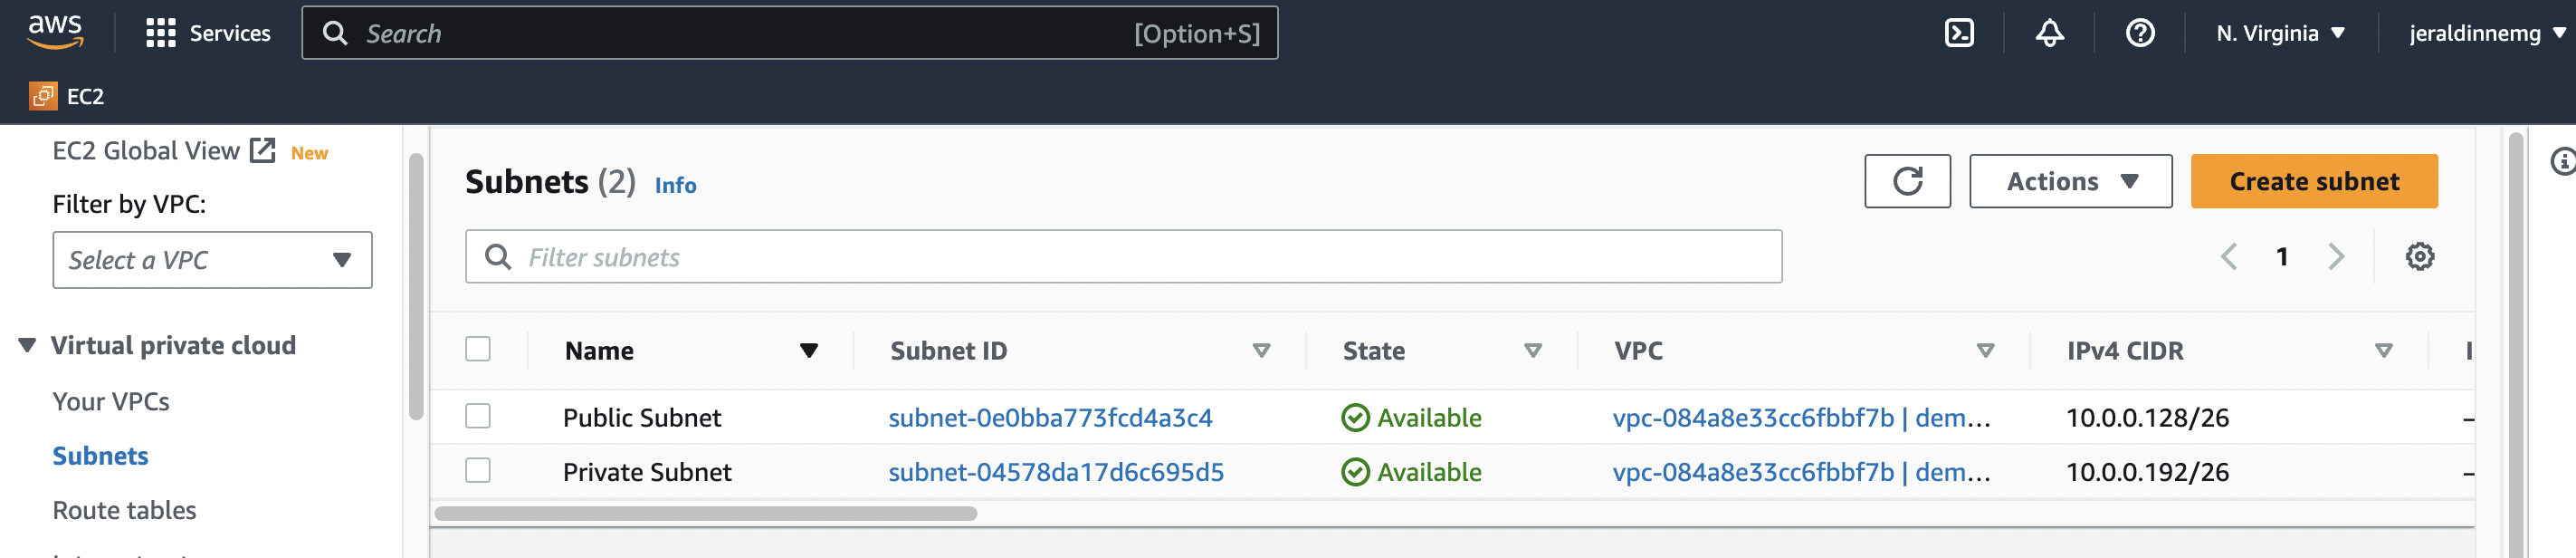 aws Services Search [Option+S] N. Virginia jeraldinnemg
EC2
EC2 Global View New
Filter by VPC:
Select a VPC
Virtual private cloud
Your VPCs
Subnets
Route tables
Subnets (2) Info
Actions
Create subnet
Filter subnets
1
Name Subnet ID State VPC IPv4 CIDR
Public Subnet subnet-0e0bba773fcd4a3c4 Available vpc-084a8e33cc6fbbf7b | dem... 10.0.0.128/26 –
Private Subnet subnet-04578da17d6c695d5 Available vpc-084a8e33cc6fbbf7b | dem... 10.0.0.192/26 –